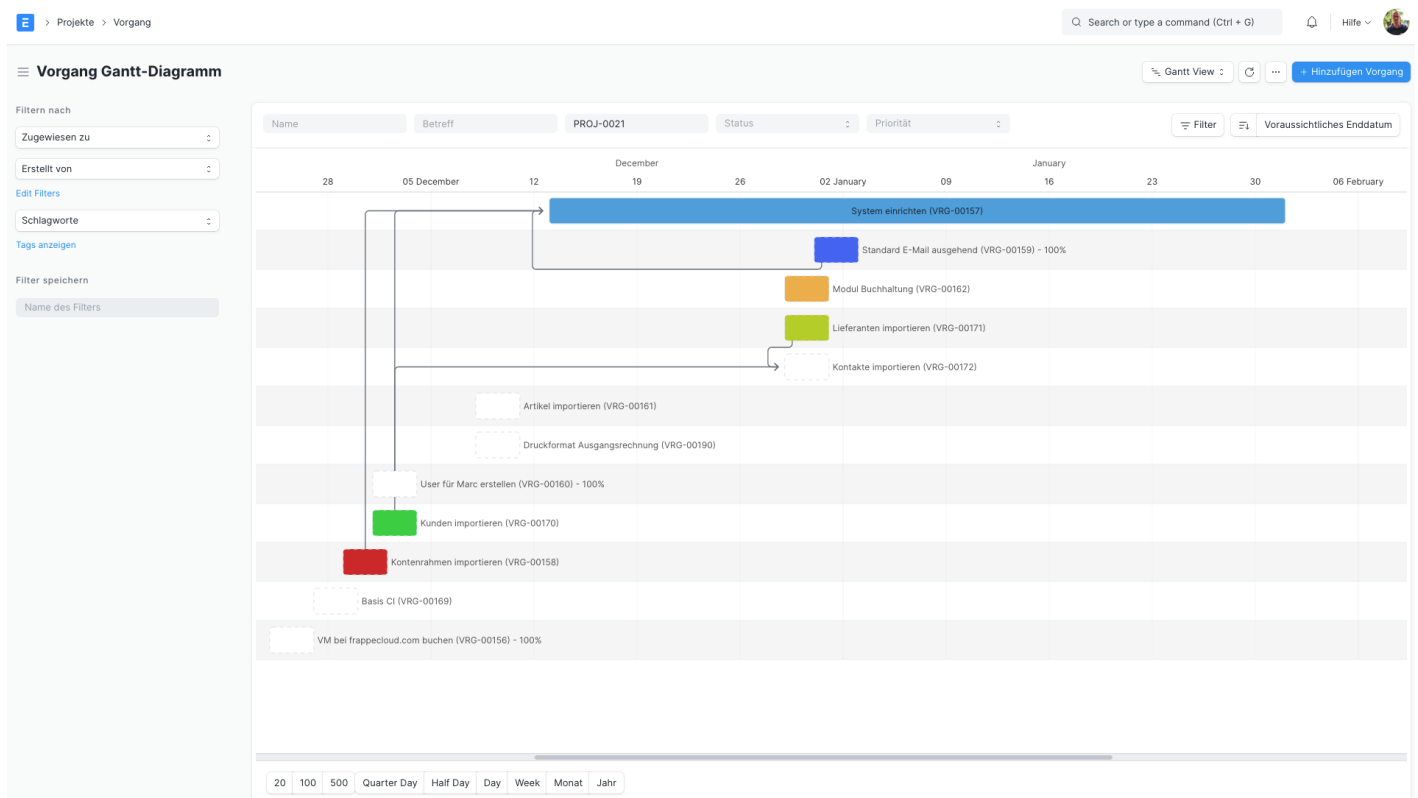 E > Projekte > Vorgang
Search or type a command (Ctrl + G)
Hilfe
Vorgang Gantt-Diagramm
Gantt View
...
+ Hinzufügen Vorgang
Filtern nach
Zugewiesen zu
Erstellt von
Edit Filters
Schlagworte
Tags anzeigen
Filter speichern
Name des Filters
Name
Betreff
PROJ-0021
Status
Priorität
Filter
Voraussichtliches Enddatum
December
January
28
05 December
12
19
26
02 January
09
16
23
30
06 February
System einrichten (VRG-00157)
Standard E-Mail ausgehend (VRG-00159) - 100%
Modul Buchhaltung (VRG-00162)
Lieferanten importieren (VRG-00171)
Kontakte importieren (VRG-00172)
Artikel importieren (VRG-00161)
Druckformat Ausgangsrechnung (VRG-00190)
User für Marc erstellen (VRG-00160) - 100%
Kunden importieren (VRG-00170)
Kontenrahmen importieren (VRG-00158)
Basis CI (VRG-00169)
VM bei frappecloud.com buchen (VRG-00156) - 100%
20
100
500
Quarter Day
Half Day
Day
Week
Monat
Jahr